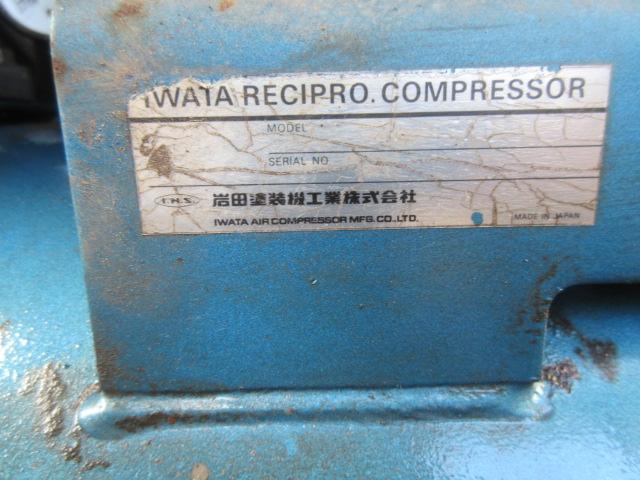 IWATA RECIPRO. COMPRESSOR
MODEL
SERIAL NO
I.N.S. 岩田塗装機工業株式会社
IWATA AIR COMPRESSOR MFG. CO., LTD.
MADE IN JAPAN